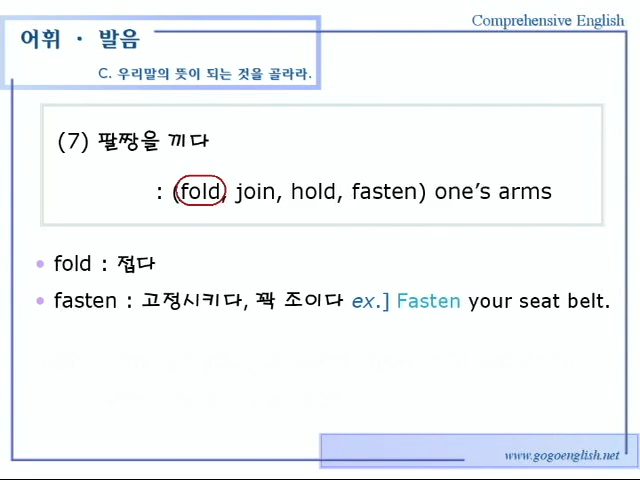 Comprehensive English
어휘 · 발음
C. 우리말의 뜻이 되는 것을 골라라.
(7) 팔짱을 끼다
: (fold, join, hold, fasten) one's arms
• fold : 접다
• fasten : 고정시키다, 꽉 조이다 ex.] Fasten your seat belt.
www.gogoenglish.net